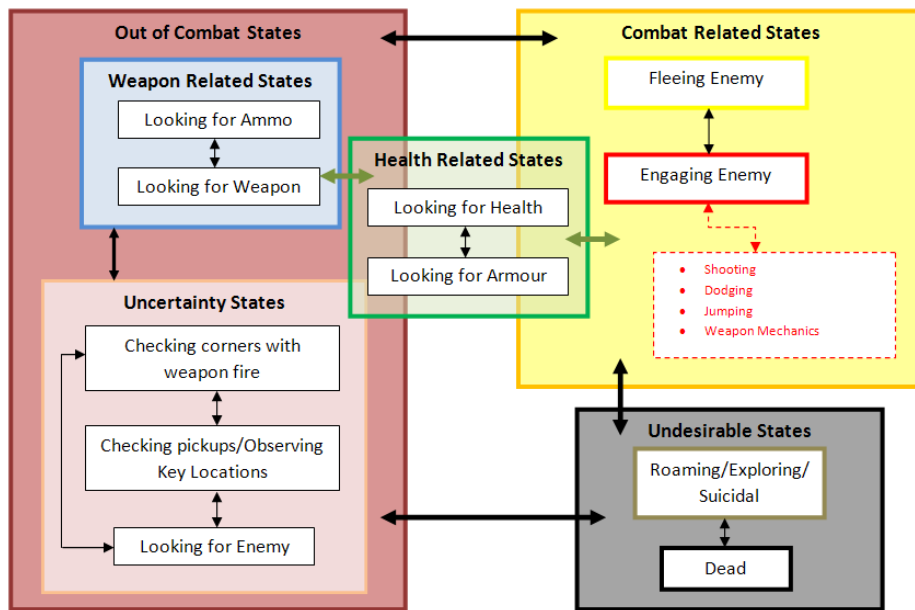 Out of Combat States
Weapon Related States
Looking for Ammo
Looking for Weapon
Health Related States
Looking for Health
Looking for Armour
Uncertainty States
Checking corners with
weapon fire
Checking pickups/Observing
Key Locations
Looking for Enemy
Combat Related States
Fleeing Enemy
Engaging Enemy
Shooting
Dodging
Jumping
Weapon Mechanics
Undesirable States
Roaming/Exploring/
Suicidal
Dead